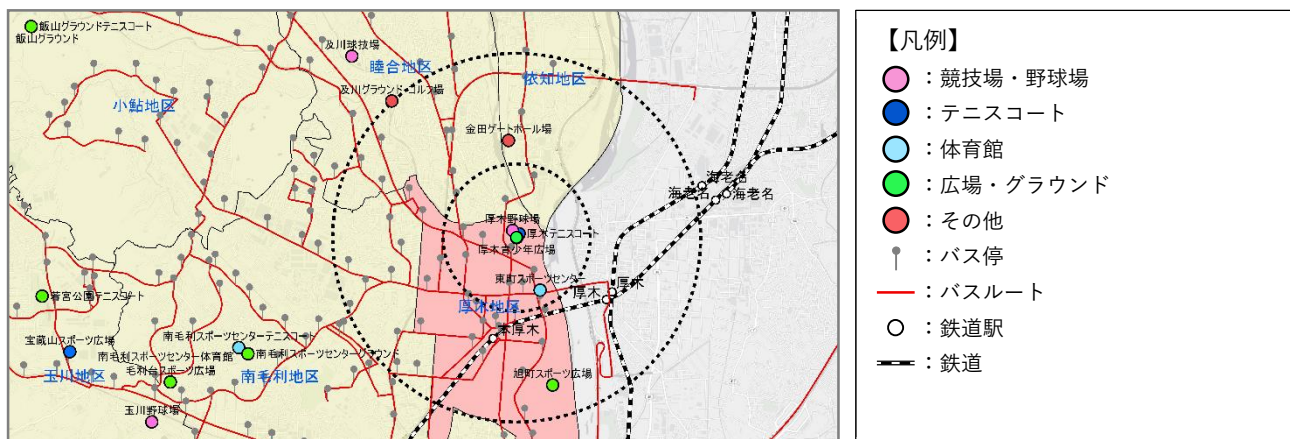 飯山グラウンドテニスコート
飯山グラウンド
及川球技場
睦合地区
依知地区
及川グラウンド・ゴルフ場
小鮎地区
金田ゲートボール場
海老名
海老名
海老名
厚木野球場
厚木テニスコート
厚木青少年広場
東町スポーツセンター
厚木
厚木
若宮公園テニスコート
厚木地区
本厚木
宝蔵山スポーツ広場
南毛利スポーツセンターテニスコート
南毛利スポーツセンター体育館
南毛利スポーツセンターグラウンド
玉川地区
毛利台スポーツ広場
南毛利地区
旭町スポーツ広場
玉川野球場
【凡例】
：競技場・野球場
：テニスコート
：体育館
：広場・グラウンド
：その他
：バス停
：バスルート
：鉄道駅
：鉄道